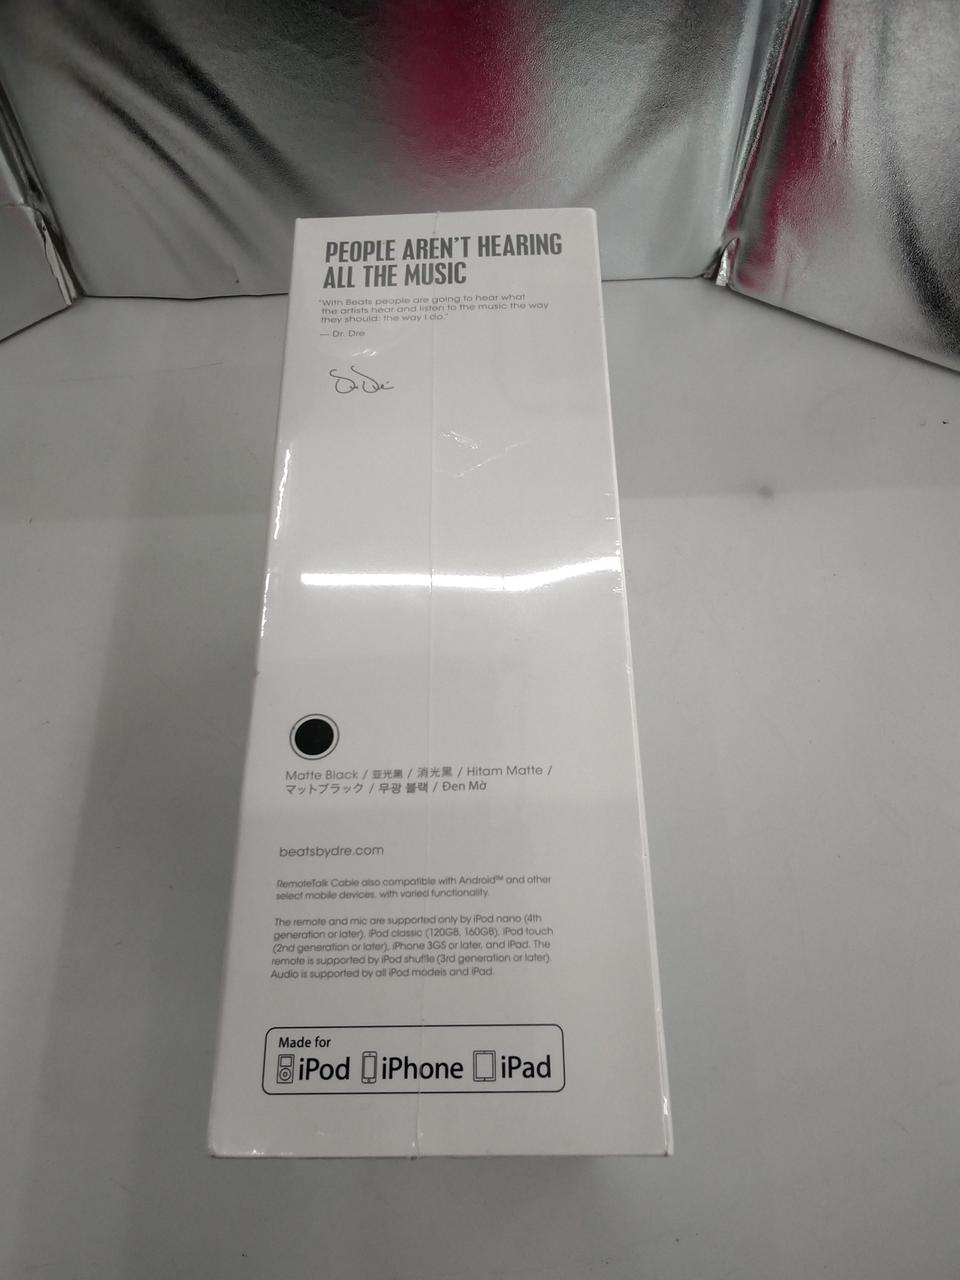 PEOPLE AREN'T HEARING
ALL THE MUSIC
"With Beats people are going to hear what
the artists hear and listen to the music the way
they should: the way I do."
— Dr. Dre
Matte Black / 亚光黑 / 消光黑 / Hitam Matte /
マットブラック / 무광 블랙 / Đen Mờ
beatsbydre.com
RemoteTalk Cable also compatible with Android™ and other
select mobile devices, with varied functionality.
The remote and mic are supported only by iPod nano (4th
generation or later), iPod classic (120GB, 160GB), iPod touch
(2nd generation or later), iPhone 3GS or later, and iPad. The
remote is supported by iPod shuffle (3rd generation or later).
Audio is supported by all iPod models and iPad.
Made for
iPod iPhone iPad